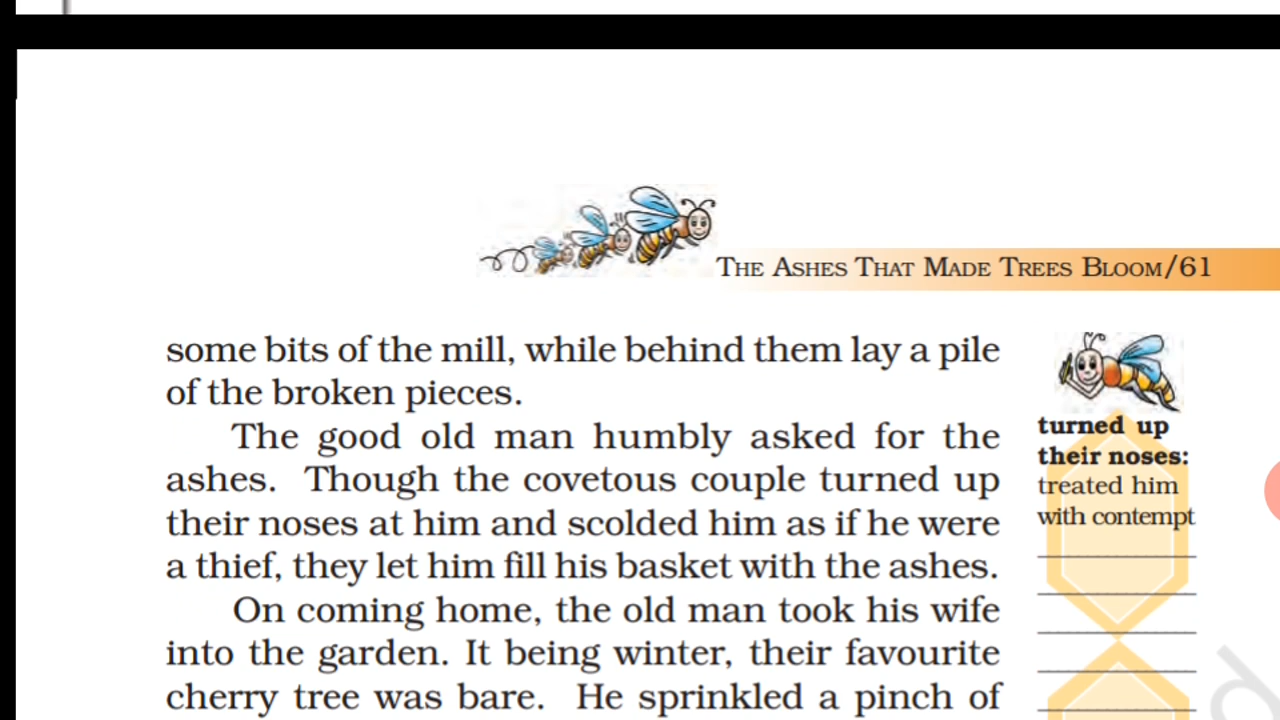 THE ASHES THAT MADE TREES BLOOM/61
some bits of the mill, while behind them lay a pile
of the broken pieces.
The good old man humbly asked for the
ashes. Though the covetous couple turned up
their noses at him and scolded him as if he were
a thief, they let him fill his basket with the ashes.
On coming home, the old man took his wife
into the garden. It being winter, their favourite
cherry tree was bare. He sprinkled a pinch of
turned up
their noses:
treated him
with contempt